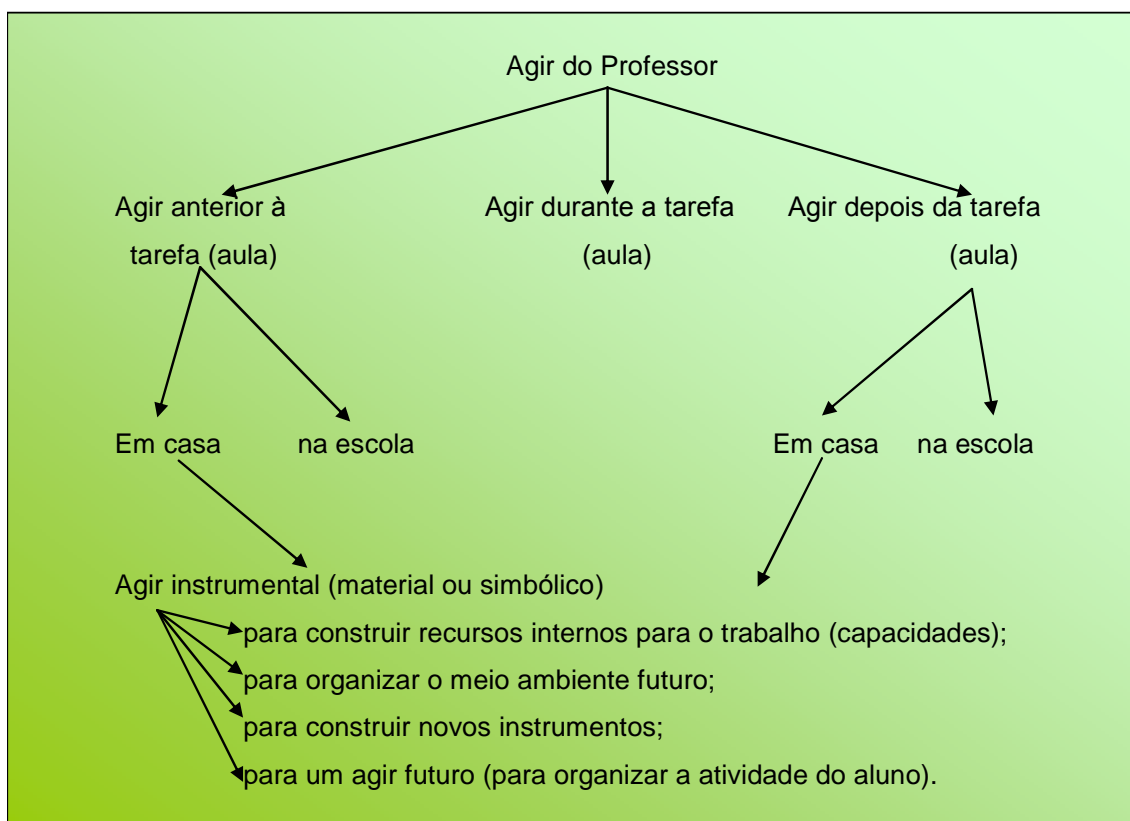 Agir do Professor
Agir anterior à
tarefa (aula)
Agir durante a tarefa
(aula)
Agir depois da tarefa
(aula)
Em casa
na escola
Em casa
na escola
Agir instrumental (material ou simbólico)
para construir recursos internos para o trabalho (capacidades);
para organizar o meio ambiente futuro;
para construir novos instrumentos;
para um agir futuro (para organizar a atividade do aluno).